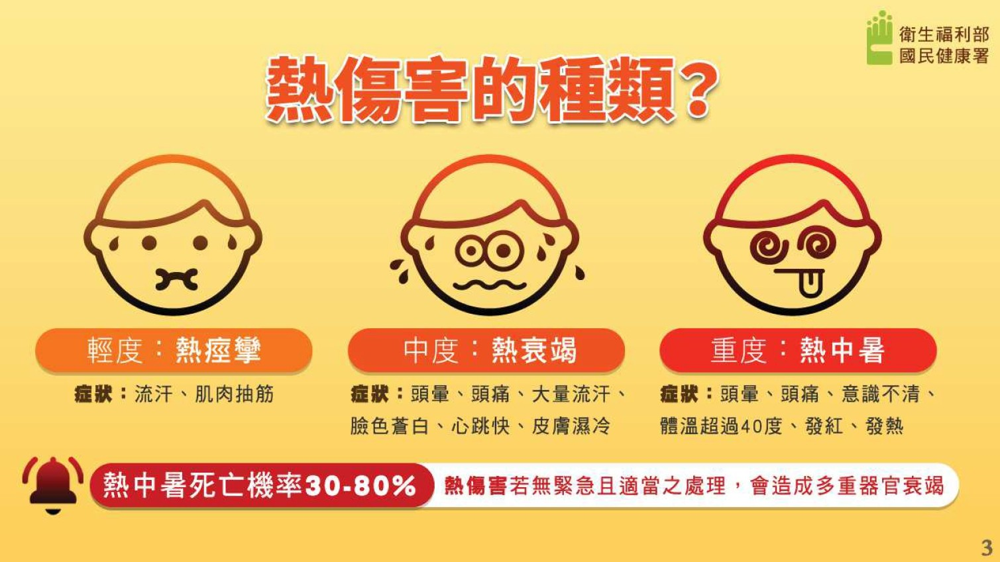 衛生福利部
國民健康署
熱傷害的種類?
輕度：熱痙攣
症狀：流汗、肌肉抽筋
中度：熱衰竭
症狀：頭暈、頭痛、大量流汗、
臉色蒼白、心跳快、皮膚濕冷
重度：熱中暑
症狀：頭暈、頭痛、意識不清、
體溫超過40度、發紅、發熱
熱中暑死亡機率30-80%
熱傷害若無緊急且適當之處理，會造成多重器官衰竭
3